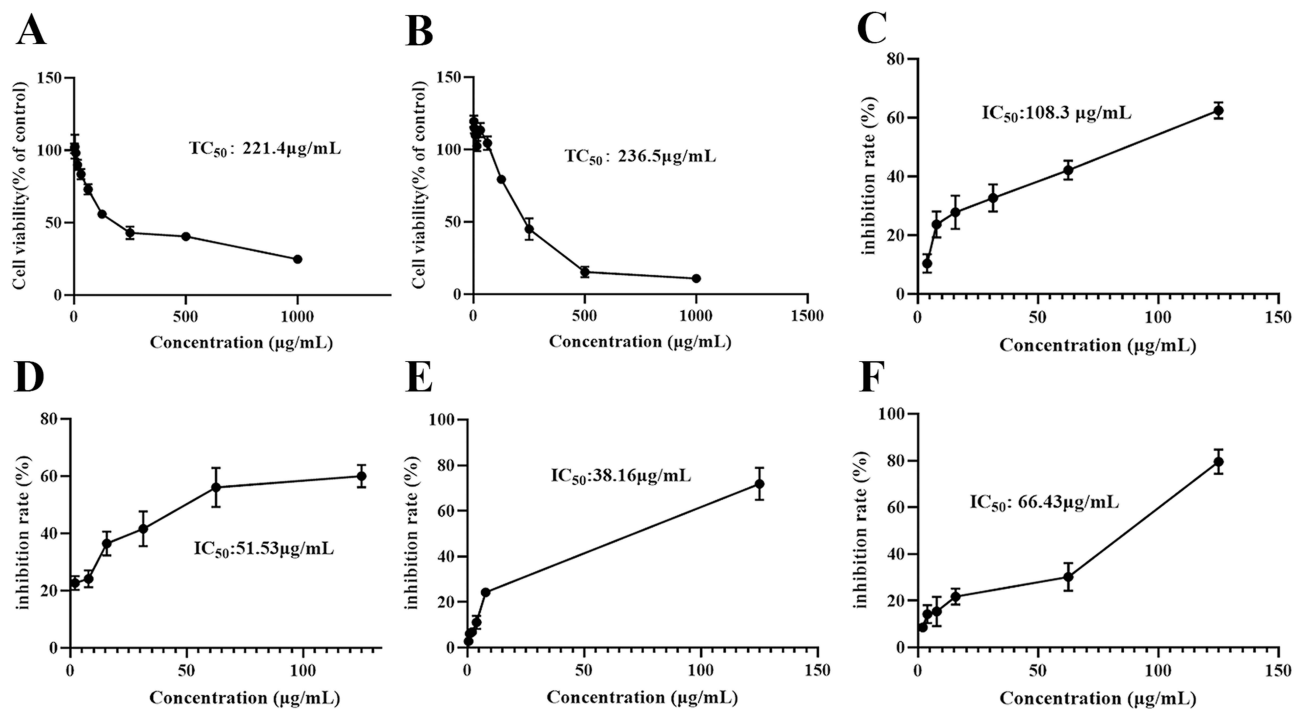 A
Cell viability(% of control)
150
100
50
0
TC50: 221.4μg/mL
0
500
1000
Concentration (μg/mL)
B
Cell viability(% of control)
150
100
50
0
TC50: 236.5μg/mL
0
500
1000
1500
Concentration (μg/mL)
C
inhibition rate (%)
80
60
40
20
0
IC50:108.3 μg/mL
0
50
100
150
Concentration (μg/mL)
D
inhibition rate (%)
80
60
40
20
0
IC50:51.53μg/mL
0
50
100
Concentration (μg/mL)
E
inhibition rate (%)
100
80
60
40
20
0
IC50:38.16μg/mL
0
50
100
150
Concentration (μg/mL)
F
inhibition rate (%)
100
80
60
40
20
0
IC50: 66.43μg/mL
0
50
100
150
Concentration (μg/mL)